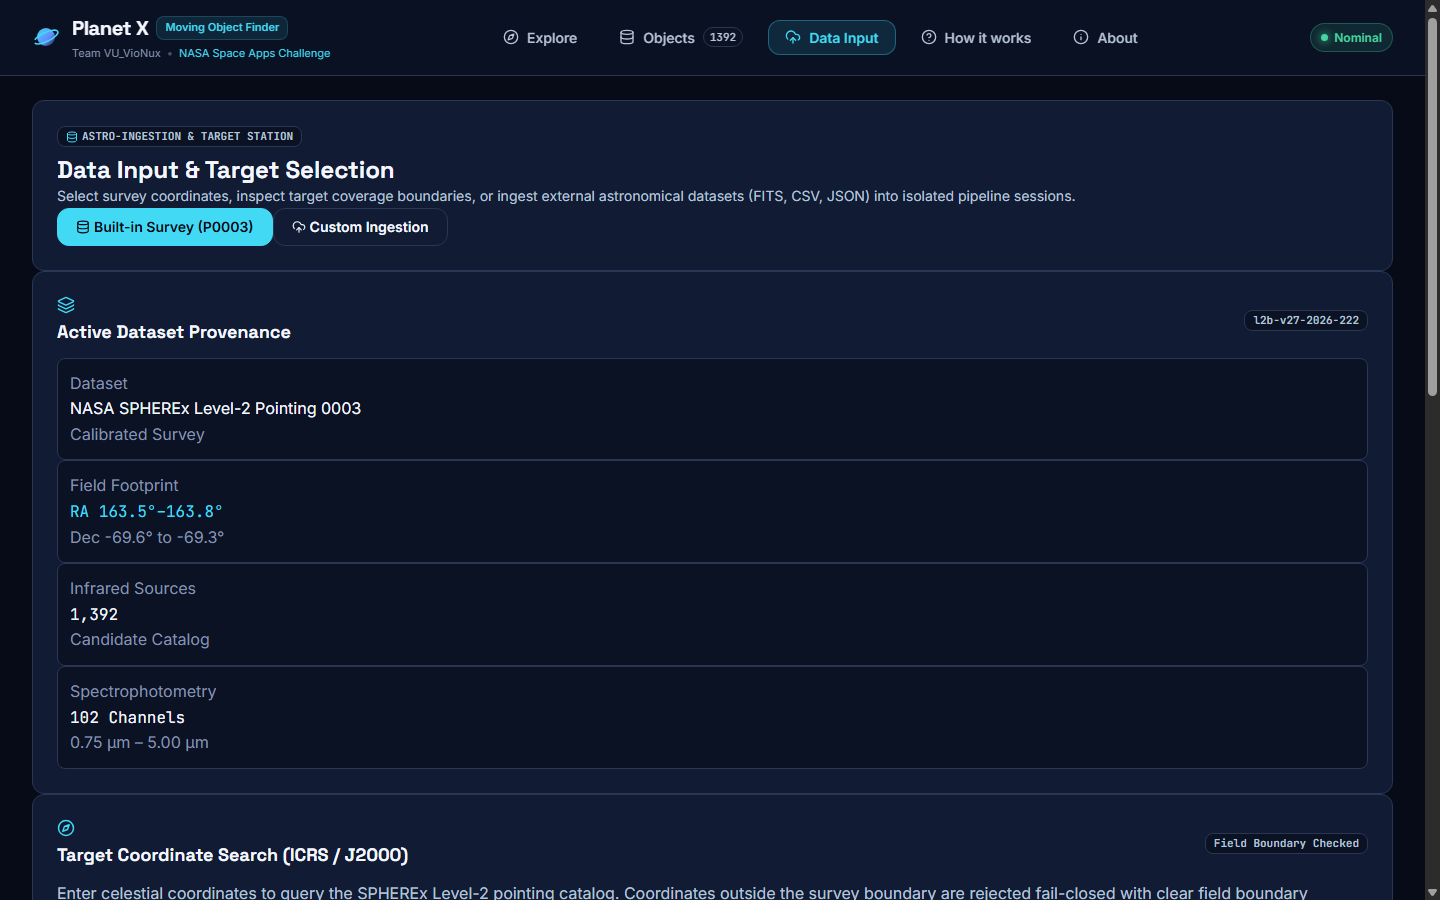 Planet X
Moving Object Finder
Team VU_VioNux • NASA Space Apps Challenge
Explore
Objects 1392
Data Input
How it works
About
Nominal
ASTRO-INGESTION & TARGET STATION
Data Input & Target Selection
Select survey coordinates, inspect target coverage boundaries, or ingest external astronomical datasets (FITS, CSV, JSON) into isolated pipeline sessions.
Built-in Survey (P0003)
Custom Ingestion
Active Dataset Provenance
l2b-v27-2026-222
Dataset
NASA SPHEREx Level-2 Pointing 0003
Calibrated Survey
Field Footprint
RA 163.5°–163.8°
Dec -69.6° to -69.3°
Infrared Sources
1,392
Candidate Catalog
Spectrophotometry
102 Channels
0.75 µm – 5.00 µm
Target Coordinate Search (ICRS / J2000)
Field Boundary Checked
Enter celestial coordinates to query the SPHEREx Level-2 pointing catalog. Coordinates outside the survey boundary are rejected fail-closed with clear field boundary